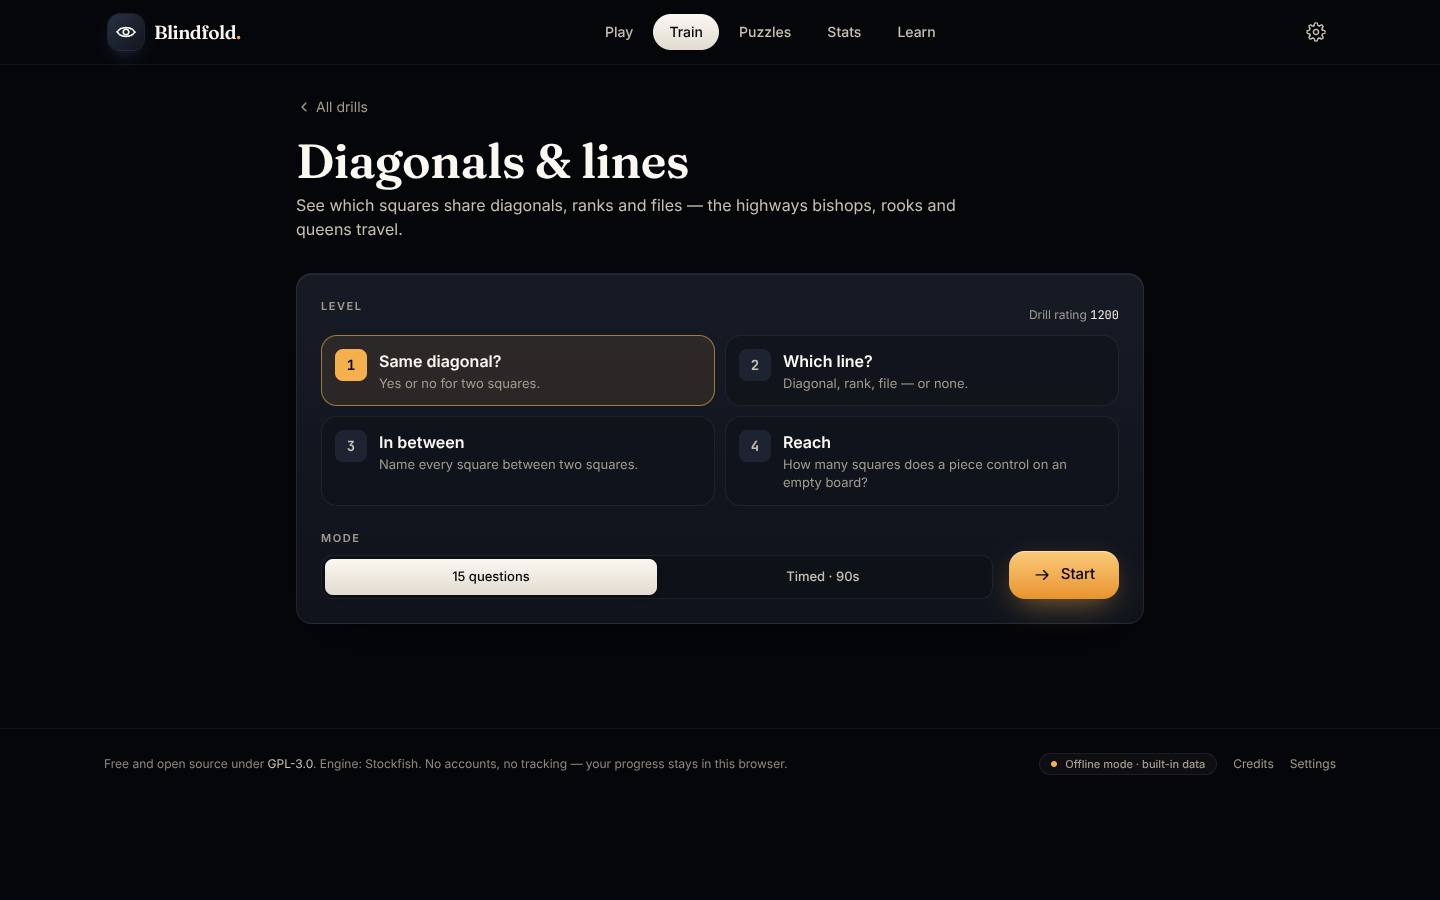 Blindfold.
Play
Train
Puzzles
Stats
Learn
All drills
Diagonals & lines
See which squares share diagonals, ranks and files — the highways bishops, rooks and
queens travel.
LEVEL
Drill rating 1200
1
Same diagonal?
Yes or no for two squares.
2
Which line?
Diagonal, rank, file — or none.
3
In between
Name every square between two squares.
4
Reach
How many squares does a piece control on an
empty board?
MODE
15 questions
Timed · 90s
Start
Free and open source under GPL-3.0. Engine: Stockfish. No accounts, no tracking — your progress stays in this browser.
Offline mode · built-in data
Credits
Settings